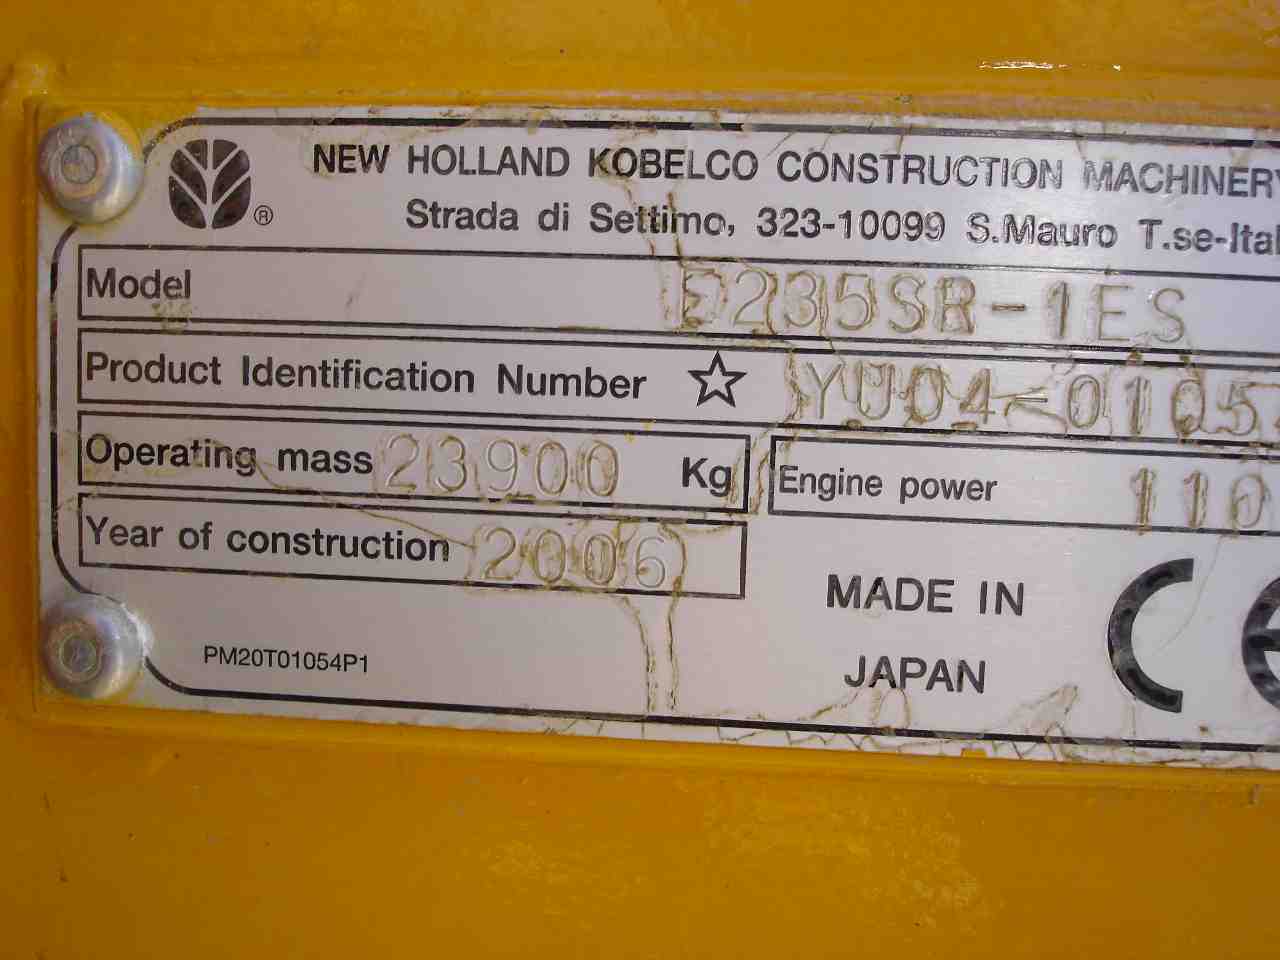 NEW HOLLAND KOBELCO CONSTRUCTION MACHINERY
Strada di Settimo, 323-10099 S.Mauro T.se-Ital
®
Model E235SR-1ES
Product Identification Number ☆ YU04-0105
Operating mass 23900 Kg
Engine power 110
Year of construction 2006
MADE IN
JAPAN
CE
PM20T01054P1